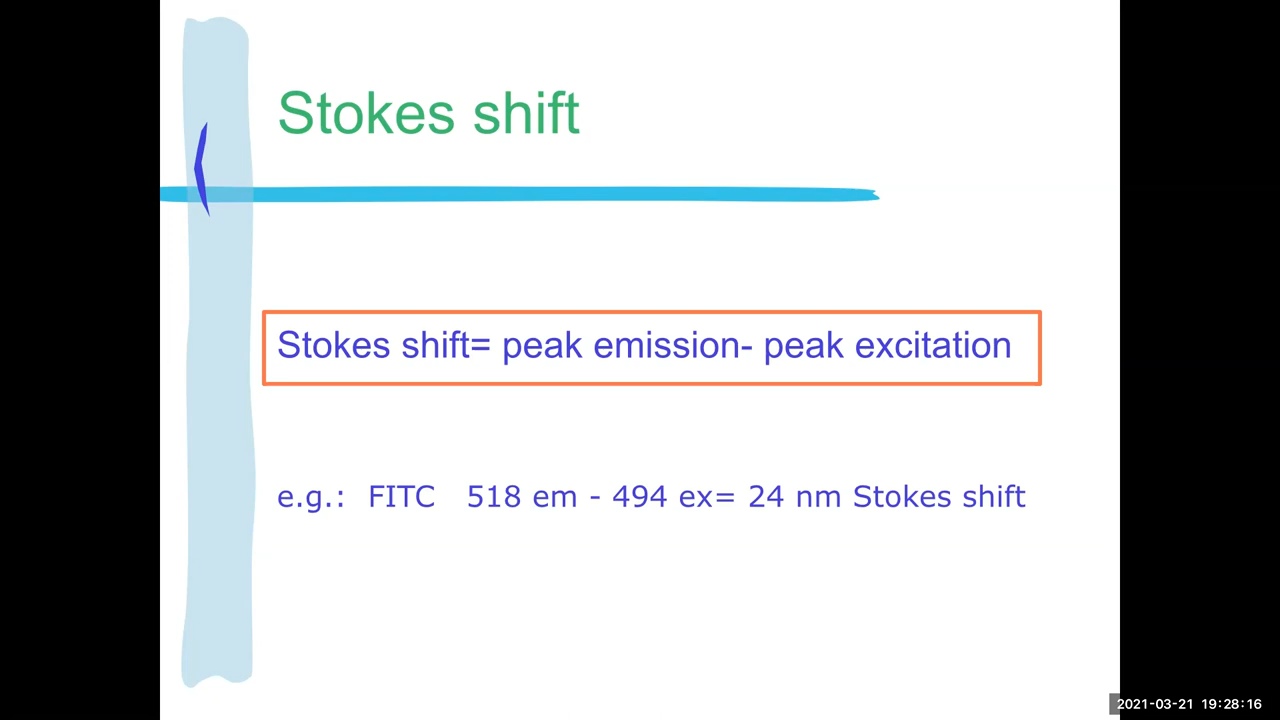 Stokes shift
Stokes shift= peak emission- peak excitation
e.g.: FITC 518 em - 494 ex= 24 nm Stokes shift
2021-03-21 19:28:16